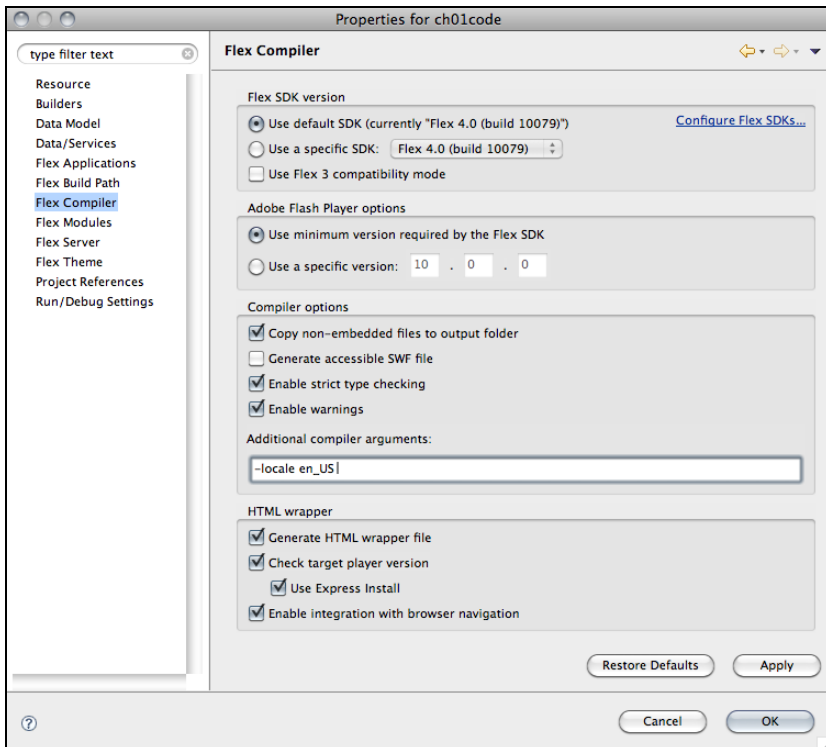 Properties for ch01code
type filter text
Resource
Builders
Data Model
Data/Services
Flex Applications
Flex Build Path
Flex Compiler
Flex Modules
Flex Server
Flex Theme
Project References
Run/Debug Settings
Flex Compiler
Flex SDK version
Use default SDK (currently "Flex 4.0 (build 10079)") Configure Flex SDKs...
Use a specific SDK: Flex 4.0 (build 10079)
Use Flex 3 compatibility mode
Adobe Flash Player options
Use minimum version required by the Flex SDK
Use a specific version: 10 . 0 . 0
Compiler options
Copy non-embedded files to output folder
Generate accessible SWF file
Enable strict type checking
Enable warnings
Additional compiler arguments:
-locale en_US
HTML wrapper
Generate HTML wrapper file
Check target player version
Use Express Install
Enable integration with browser navigation
Restore Defaults Apply
? Cancel OK